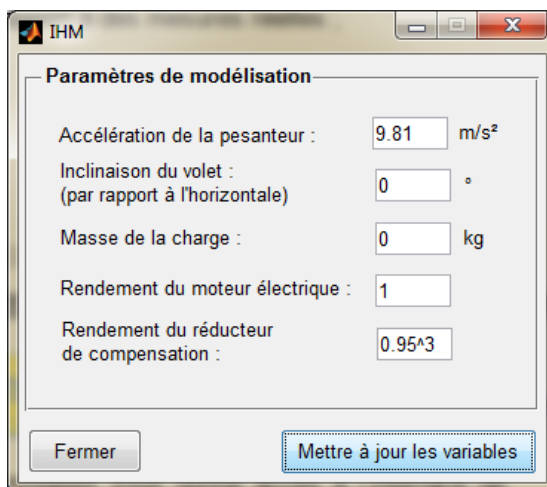 IHM
Paramètres de modélisation
Accélération de la pesanteur : 9.81 m/s²
Inclinaison du volet :
(par rapport à l'horizontale) 0 °
Masse de la charge : 0 kg
Rendement du moteur électrique : 1
Rendement du réducteur
de compensation : 0.95^3
Fermer Mettre à jour les variables